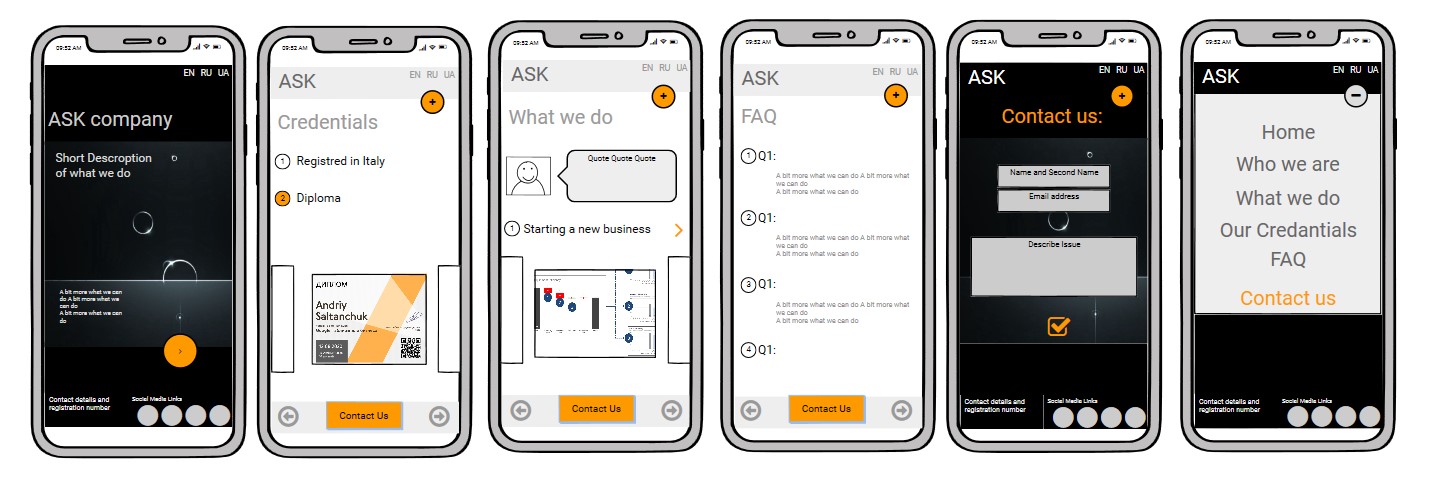 09:52 AM
EN RU UA
ASK company
Short Descroption
of what we do
A bit more what we can
do A bit more what we
can do
A bit more what we can
do
Contact details and
registration number
Social Media Links
09:52 AM
EN RU UA
ASK
+
Credentials
1 Registred in Italy
2 Diploma
ДИПЛОМ
Andriy
Saltanchuk
Contact Us
09:52 AM
EN RU UA
ASK
+
What we do
Quote Quote Quote
1 Starting a new business
Contact Us
09:52 AM
EN RU UA
ASK
+
FAQ
1 Q1:
A bit more what we can do A bit more what
we can do
A bit more what we can do
2 Q1:
A bit more what we can do A bit more what
we can do
A bit more what we can do
3 Q1:
A bit more what we can do A bit more what
we can do
A bit more what we can do
4 Q1:
Contact Us
09:52 AM
EN RU UA
ASK
+
Contact us:
Name and Second Name
Email address
Describe Issue
Contact details and
registration number
Social Media Links
09:52 AM
EN RU UA
ASK
Home
Who we are
What we do
Our Credantials
FAQ
Contact us
Contact details and
registration number
Social Media Links